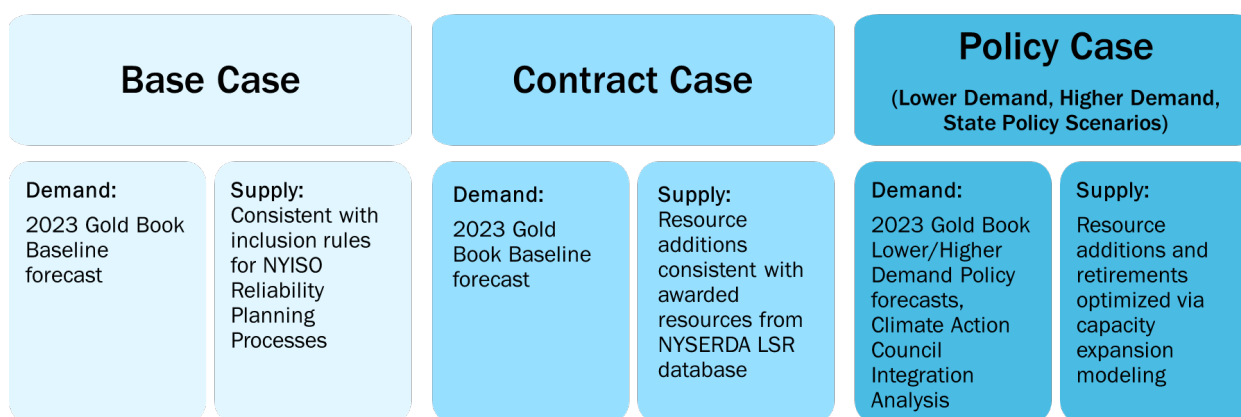 Base Case
Contract Case
Policy Case
(Lower Demand, Higher Demand,
State Policy Scenarios)
Demand:
2023 Gold Book
Baseline
forecast
Supply:
Consistent with
inclusion rules
for NYISO
Reliability
Planning
Processes
Demand:
2023 Gold
Book Baseline
forecast
Supply:
Resource
additions
consistent with
awarded
resources from
NYSERDA LSR
database
Demand:
2023 Gold Book
Lower/Higher
Demand Policy
forecasts,
Climate Action
Council
Integration
Analysis
Supply:
Resource
additions and
retirements
optimized via
capacity
expansion
modeling